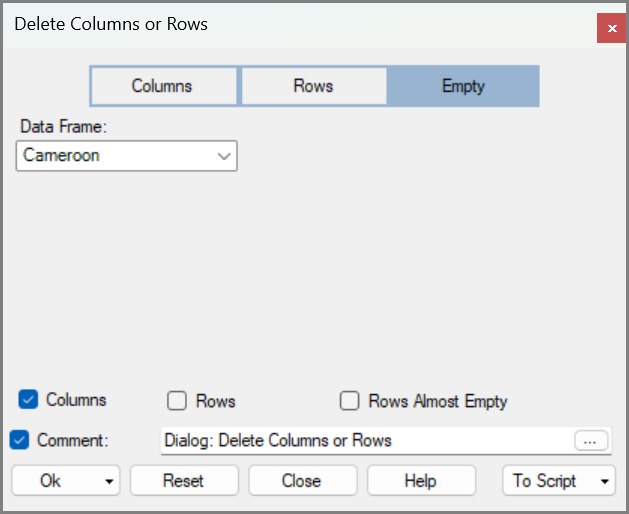 Delete Columns or Rows
Columns Rows Empty
Data Frame:
Cameroon
Columns Rows Rows Almost Empty
Comment: Dialog: Delete Columns or Rows ...
Ok Reset Close Help To Script